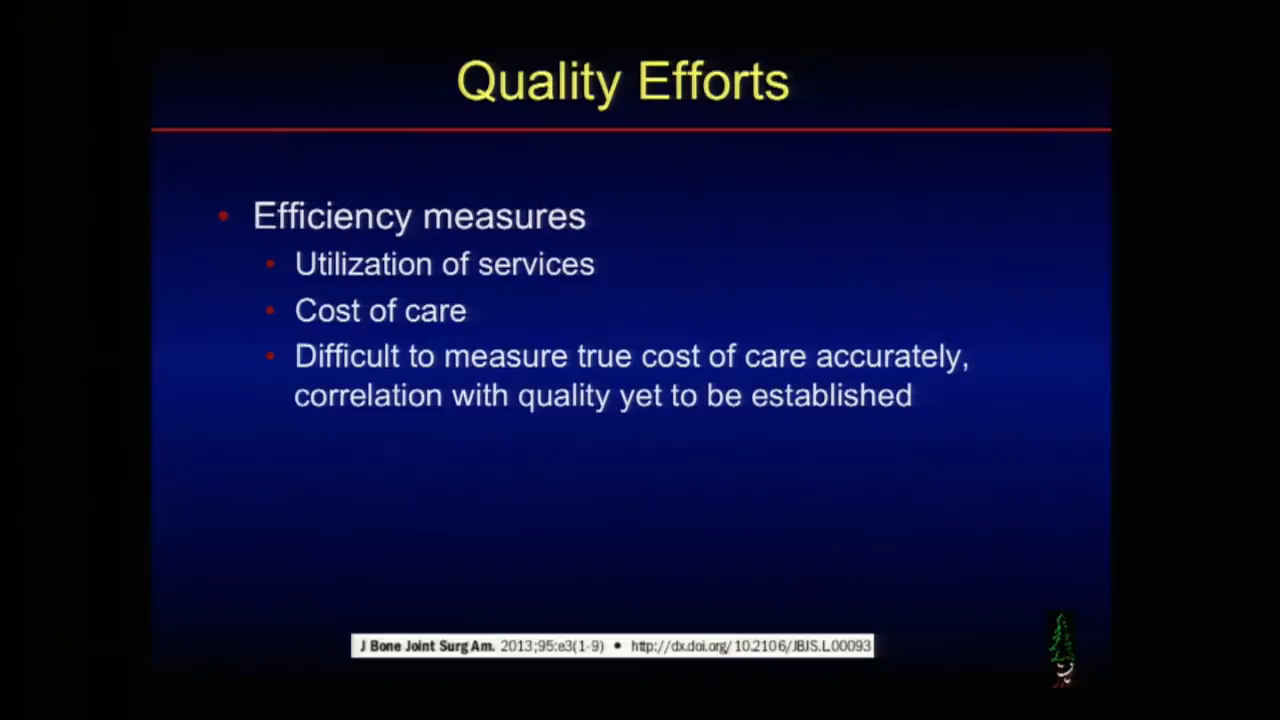 Quality Efforts
• Efficiency measures
• Utilization of services
• Cost of care
• Difficult to measure true cost of care accurately,
correlation with quality yet to be established
J Bone Joint Surg Am. 2013;95:e3(1-9) • http://dx.doi.org/10.2106/JBJS.L.00093